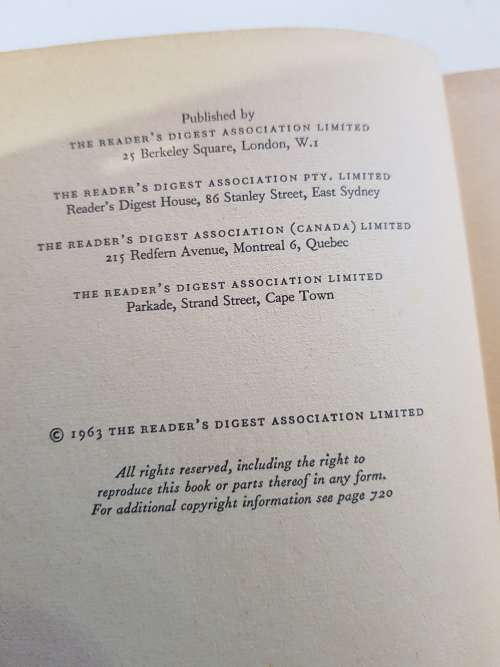 Published by
THE READER'S DIGEST ASSOCIATION LIMITED
25 Berkeley Square, London, W.1
THE READER'S DIGEST ASSOCIATION PTY. LIMITED
Reader's Digest House, 86 Stanley Street, East Sydney
THE READER'S DIGEST ASSOCIATION (CANADA) LIMITED
215 Redfern Avenue, Montreal 6, Quebec
THE READER'S DIGEST ASSOCIATION LIMITED
Parkade, Strand Street, Cape Town
© 1963 THE READER'S DIGEST ASSOCIATION LIMITED
All rights reserved, including the right to
reproduce this book or parts thereof in any form.
For additional copyright information see page 720